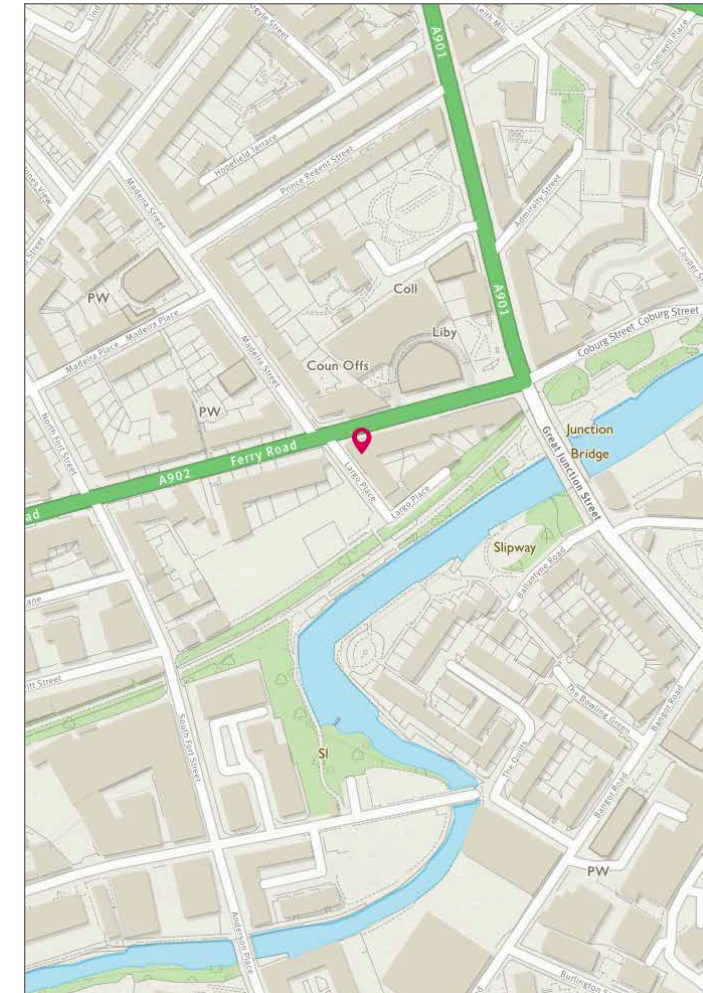 Argyle Street
A901
Leith Mill
Cromwell Place
Hopefield Terrace
Prince Regent Street
Madeira Street
Admiralty Street
Coll
PW
A901
Liby
Coburg Street Coburg Street
Madeira Place Madeira Place
Madeira Street
Coun Offs
PW
North Fort Street
Junction
Bridge
Great Junction Street
Ferry Road
A902
Largo Place
Largo Place
Slipway
Ballantyne Road
The Bowling Green
Bangor Road
South Fort Street
Sl
The Quilts
Bangor Road
PW
Anderson Place